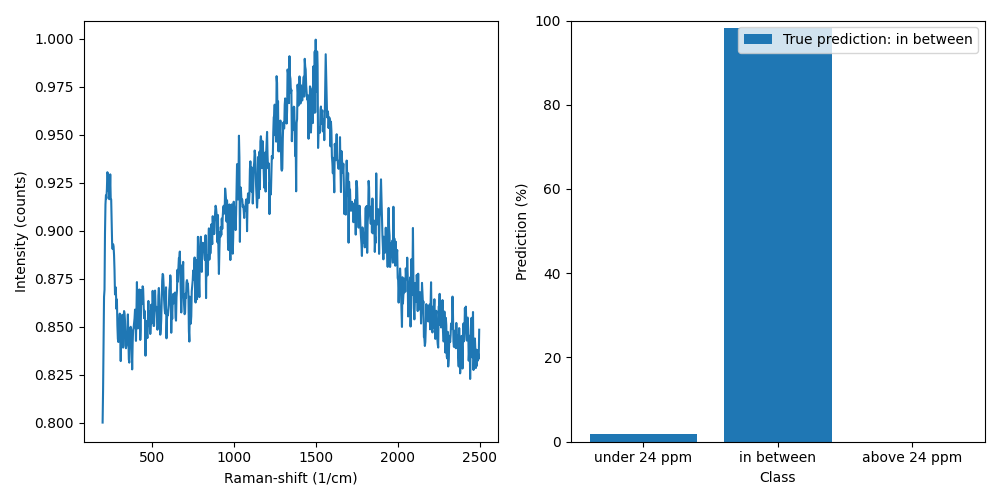 1.000
0.975
0.950
0.925
0.900
0.875
0.850
0.825
0.800
Intensity (counts)
500
1000
1500
2000
2500
Raman-shift (1/cm)
100
80
60
40
20
0
Prediction (%)
True prediction: in between
under 24 ppm
in between
above 24 ppm
Class